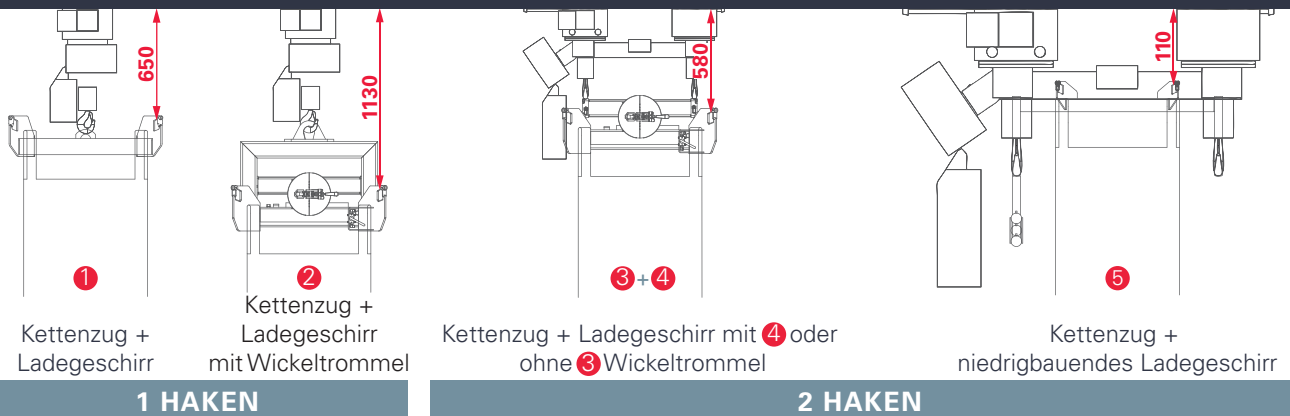 650
1130
580
110
1
2
3 + 4
5
Kettenzug +
Ladegeschirr
Kettenzug +
Ladegeschirr
mit Wickeltrommel
Kettenzug + Ladegeschirr mit 4 oder
ohne 3 Wickeltrommel
Kettenzug +
niedrigbauendes Ladegeschirr
1 HAKEN
2 HAKEN